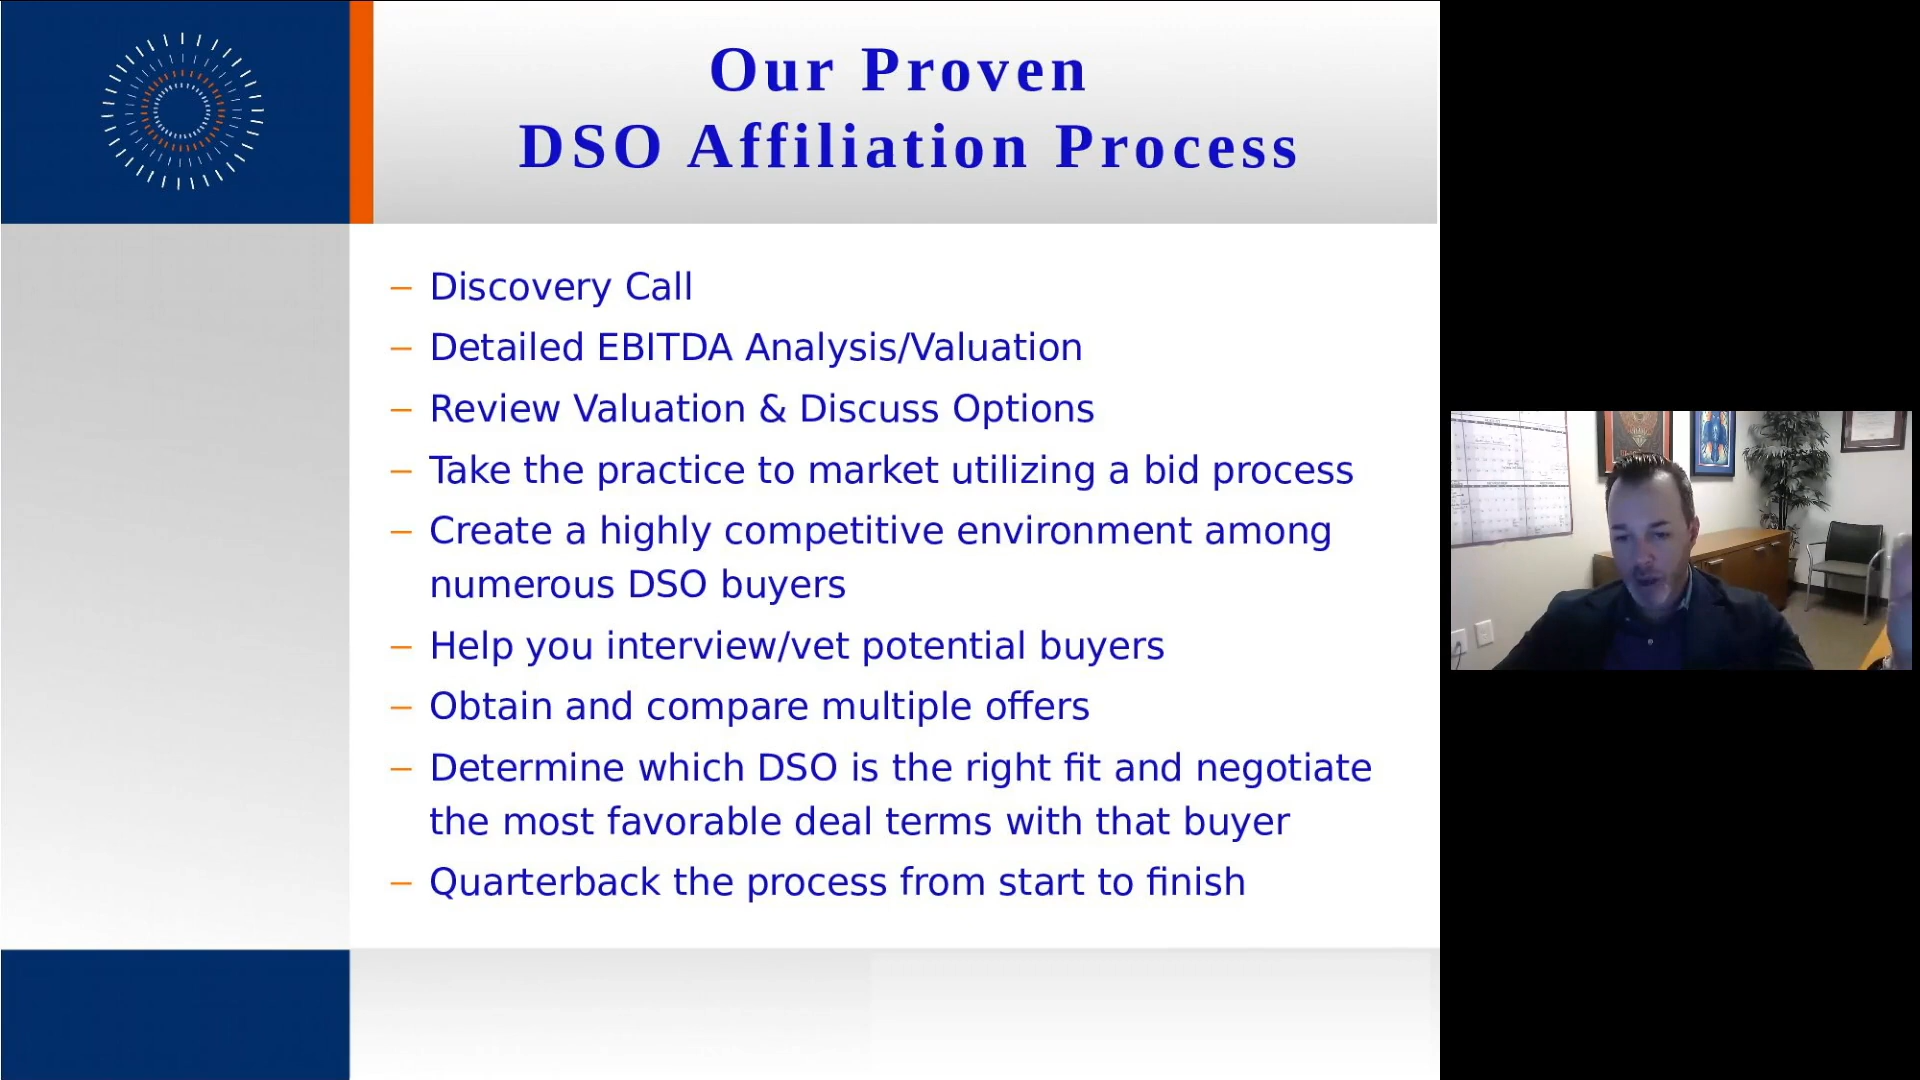 Our Proven
DSO Affiliation Process
– Discovery Call
– Detailed EBITDA Analysis/Valuation
– Review Valuation & Discuss Options
– Take the practice to market utilizing a bid process
– Create a highly competitive environment among
numerous DSO buyers
– Help you interview/vet potential buyers
– Obtain and compare multiple offers
– Determine which DSO is the right fit and negotiate
the most favorable deal terms with that buyer
– Quarterback the process from start to finish